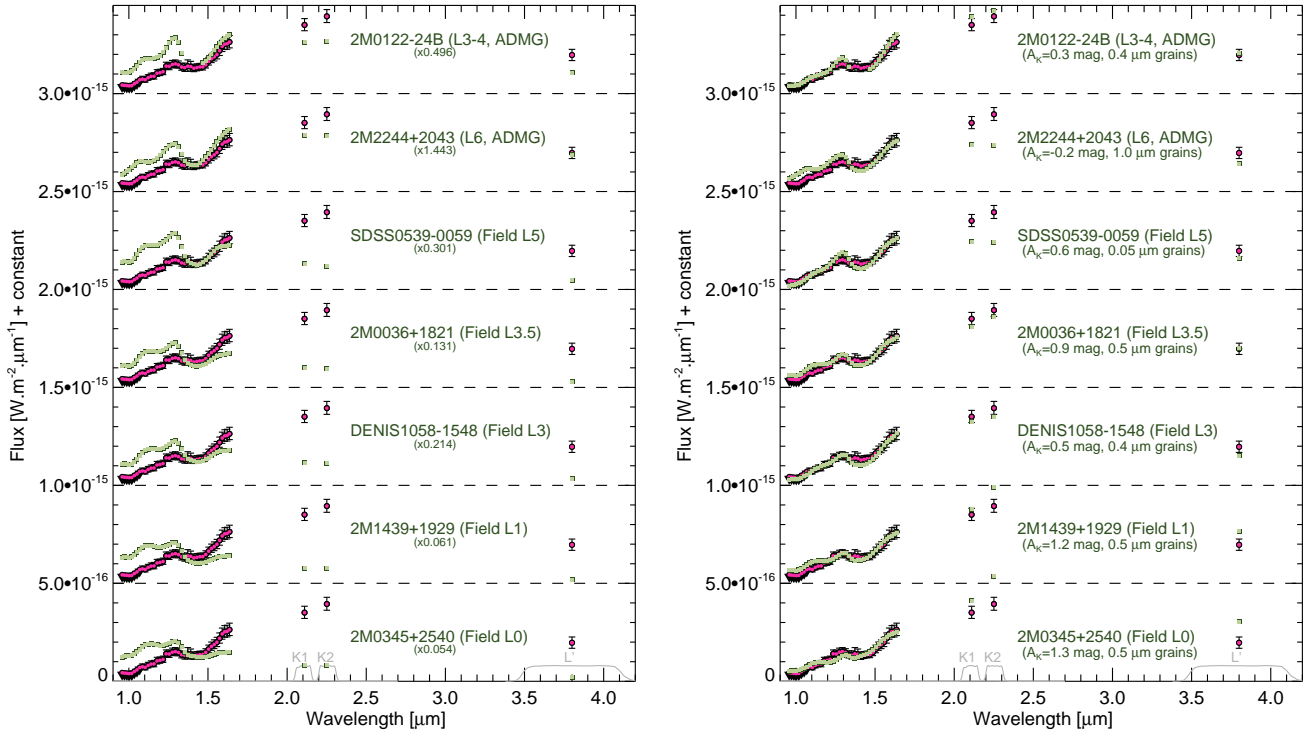 2M0122-24B (L3-4, ADMG)
(x0.496)
3.0•10-15
2M2244+2043 (L6, ADMG)
(x1.443)
2.5•10-15
SDSS0539-0059 (Field L5)
(x0.301)
2.0•10-15
2M0036+1821 (Field L3.5)
(x0.131)
1.5•10-15
DENIS1058-1548 (Field L3)
(x0.214)
1.0•10-15
2M1439+1929 (Field L1)
(x0.061)
5.0•10-16
2M0345+2540 (Field L0)
(x0.054)
K1 K2 L'
0
1.0 1.5 2.0 2.5 3.0 3.5 4.0
Wavelength [μm]
Flux [W.m-2.μm-1] + constant
2M0122-24B (L3-4, ADMG)
(AK=0.3 mag, 0.4 μm grains)
3.0•10-15
2M2244+2043 (L6, ADMG)
(AK=-0.2 mag, 1.0 μm grains)
2.5•10-15
SDSS0539-0059 (Field L5)
(AK=0.6 mag, 0.05 μm grains)
2.0•10-15
2M0036+1821 (Field L3.5)
(AK=0.9 mag, 0.5 μm grains)
1.5•10-15
DENIS1058-1548 (Field L3)
(AK=0.5 mag, 0.4 μm grains)
1.0•10-15
2M1439+1929 (Field L1)
(AK=1.2 mag, 0.5 μm grains)
5.0•10-16
2M0345+2540 (Field L0)
(AK=1.3 mag, 0.5 μm grains)
K1 K2 L'
0
1.0 1.5 2.0 2.5 3.0 3.5 4.0
Wavelength [μm]
Flux [W.m-2.μm-1] + constant